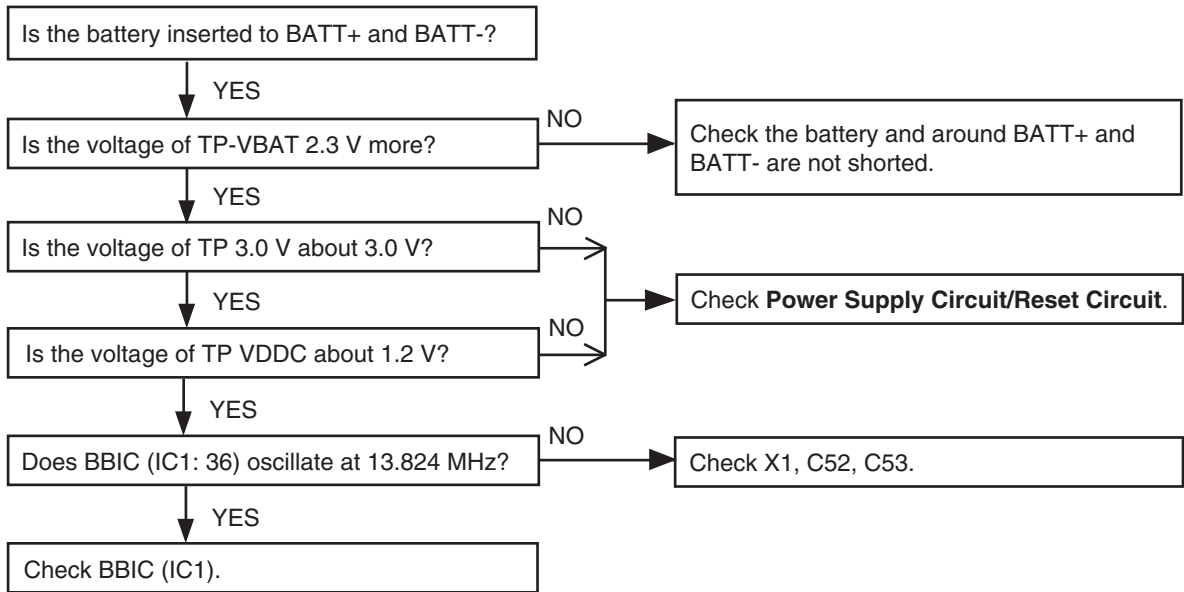 Is the battery inserted to BATT+ and BATT-?
YES
Is the voltage of TP-VBAT 2.3 V more?
NO
Check the battery and around BATT+ and
BATT- are not shorted.
YES
Is the voltage of TP 3.0 V about 3.0 V?
NO
YES
Check Power Supply Circuit/Reset Circuit.
NO
Is the voltage of TP VDDC about 1.2 V?
YES
Does BBIC (IC1: 36) oscillate at 13.824 MHz?
NO
Check X1, C52, C53.
YES
Check BBIC (IC1).